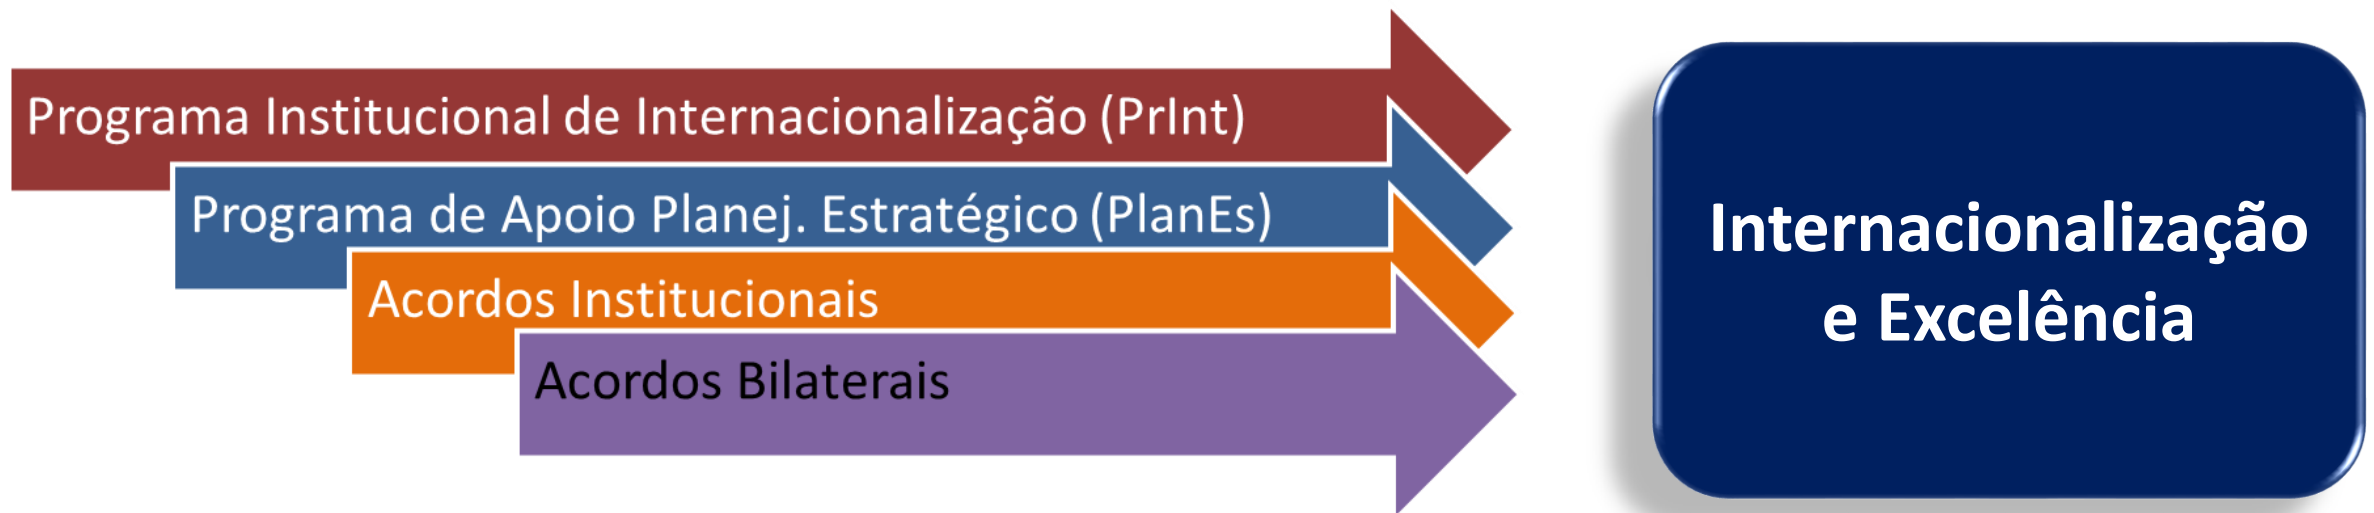 Programa Institucional de Internacionalização (PrInt)
Programa de Apoio Planej. Estratégico (PlanEs)
Acordos Institucionais
Acordos Bilaterais
Internacionalização
e Excelência